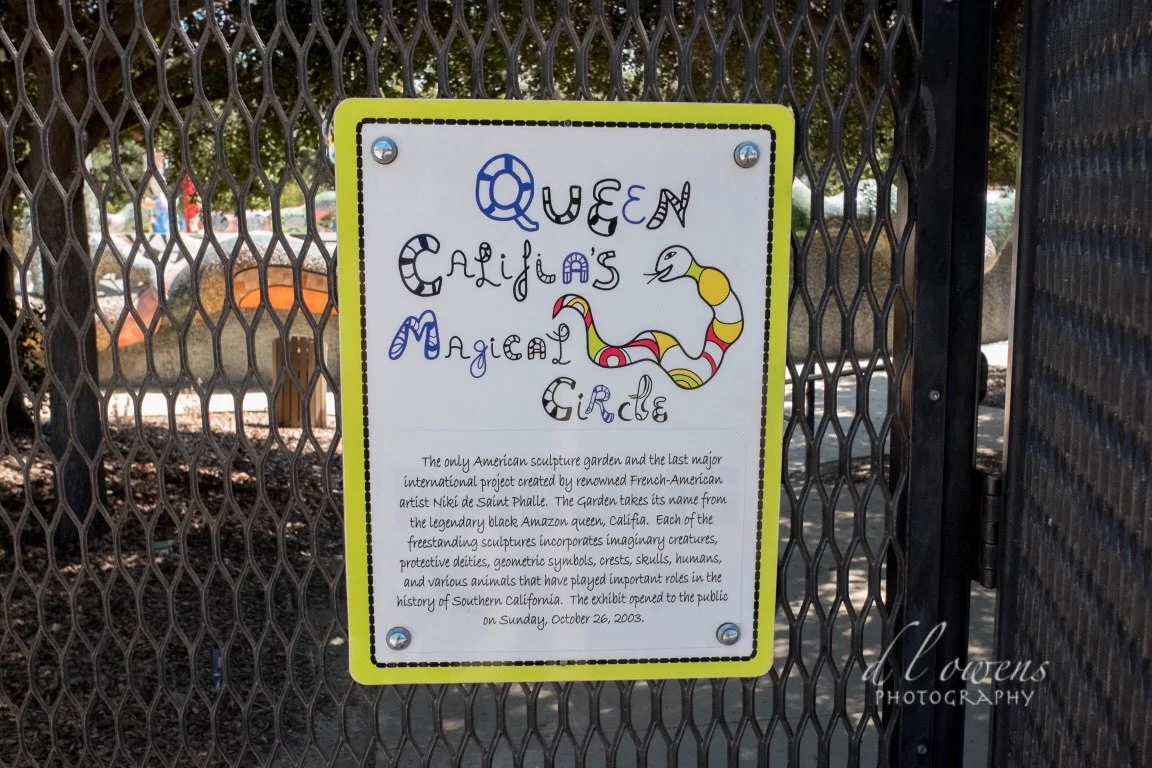 QUEEN
CALIFIA'S
MAGICAL
CIRCLE
The only American sculpture garden and the last major
international project created by renowned French-American
artist Niki de Saint Phalle. The Garden takes its name from
the legendary black Amazon queen, Califia. Each of the
freestanding sculptures incorporates imaginary creatures,
protective deities, geometric symbols, crests, skulls, humans,
and various animals that have played important roles in the
history of Southern California. The exhibit opened to the public
on Sunday, October 26, 2003.
d l owens
PHOTOGRAPHY